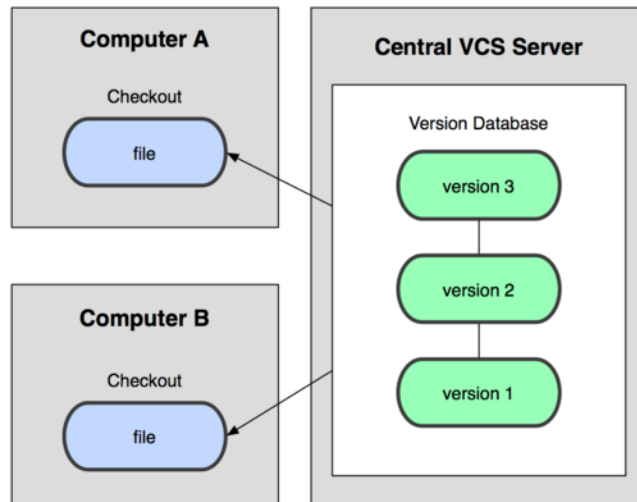 Computer A
Checkout
file
Computer B
Checkout
file
Central VCS Server
Version Database
version 3
version 2
version 1